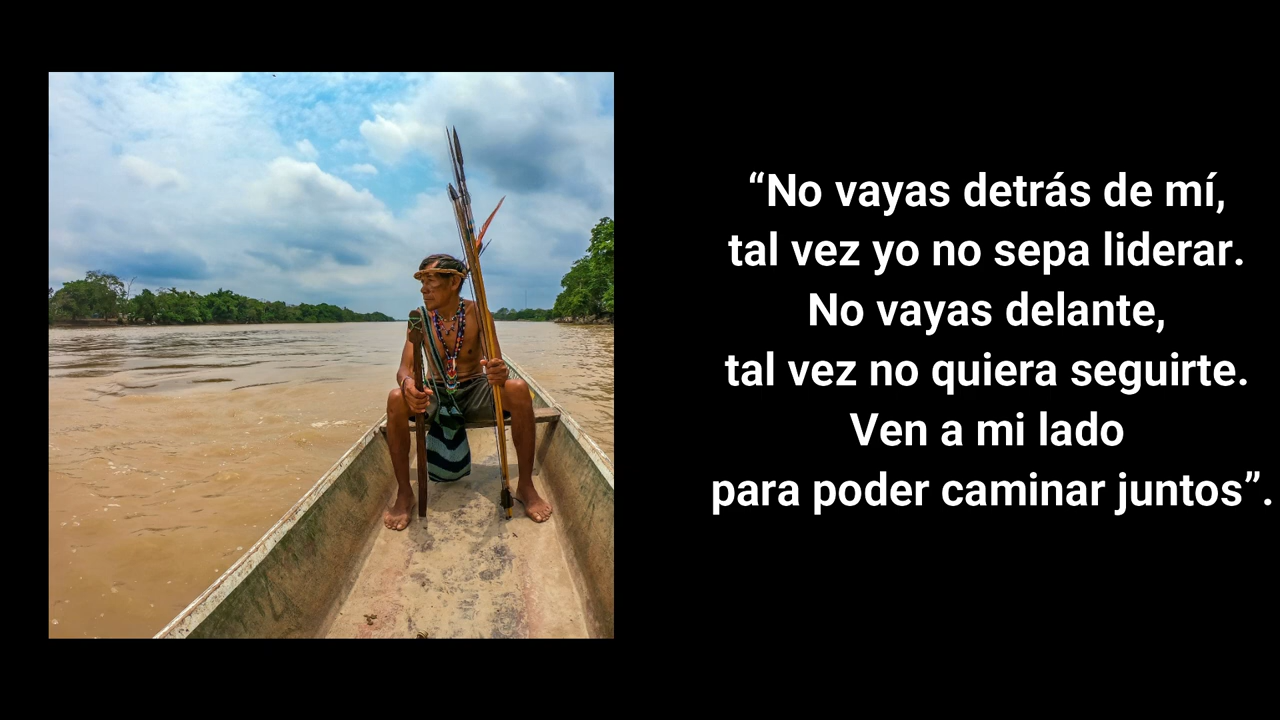 “No vayas detrás de mí,
tal vez yo no sepa liderar.
No vayas delante,
tal vez no quiera seguirte.
Ven a mi lado
para poder caminar juntos”.